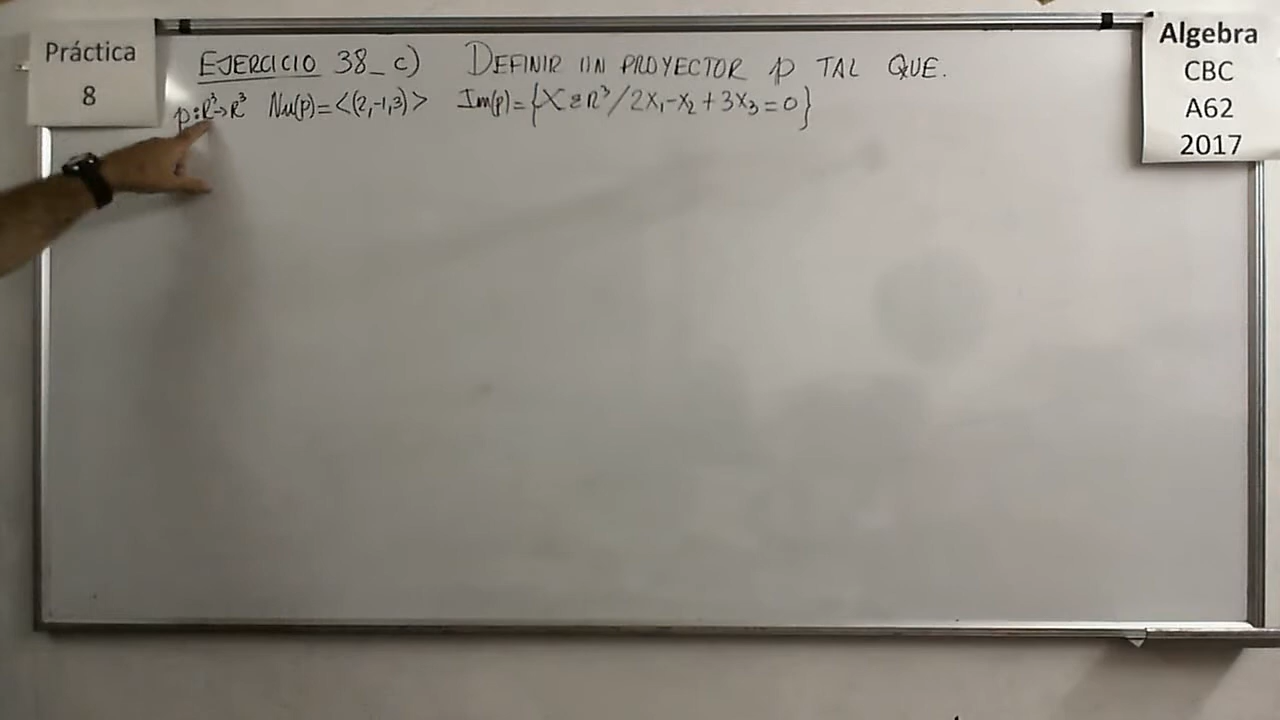 Práctica
8
EJERCICIO 38_c) DEFINIR UN PROYECTOR p TAL QUE.
p:R³→R³ Nu(p)=<(2,-1,3)> Im(p)={X ε R³/2X₁-X₂+3X₃=0}
Algebra
CBC
A62
2017